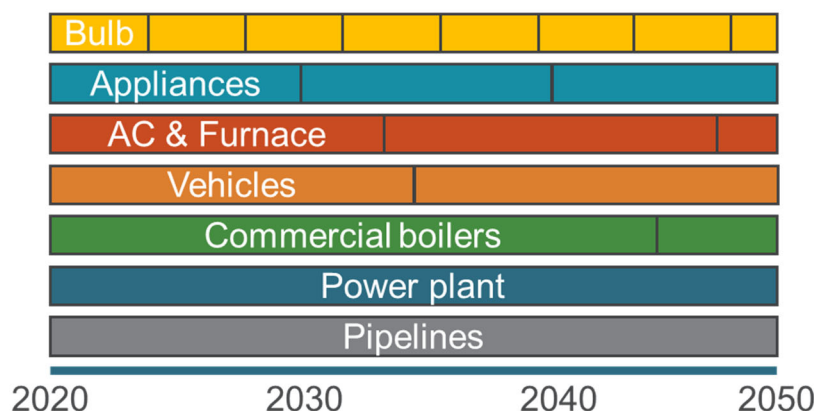 Bulb
Appliances
AC & Furnace
Vehicles
Commercial boilers
Power plant
Pipelines
2020 2030 2040 2050